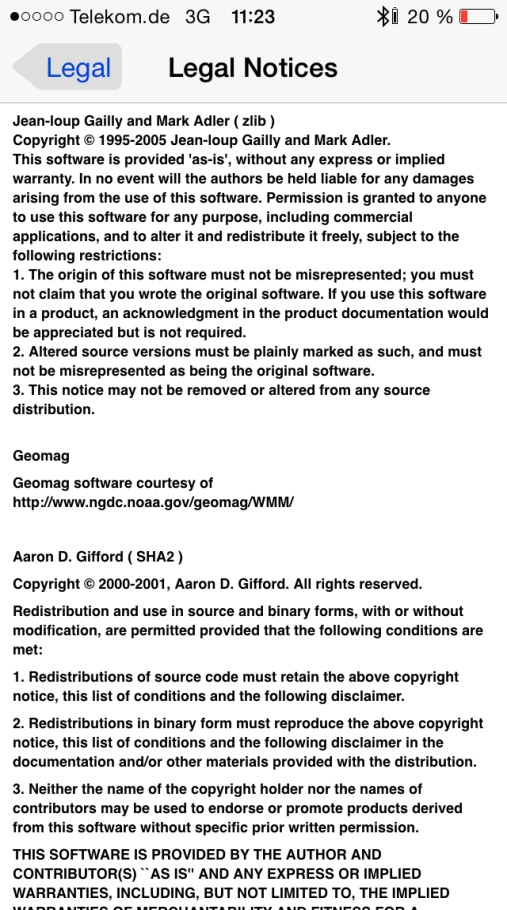 Telekom.de 3G 11:23 20 %
Legal Legal Notices
Jean-loup Gailly and Mark Adler ( zlib )
Copyright © 1995-2005 Jean-loup Gailly and Mark Adler.
This software is provided 'as-is', without any express or implied
warranty. In no event will the authors be held liable for any damages
arising from the use of this software. Permission is granted to anyone
to use this software for any purpose, including commercial
applications, and to alter it and redistribute it freely, subject to the
following restrictions:
1. The origin of this software must not be misrepresented; you must
not claim that you wrote the original software. If you use this software
in a product, an acknowledgment in the product documentation would
be appreciated but is not required.
2. Altered source versions must be plainly marked as such, and must
not be misrepresented as being the original software.
3. This notice may not be removed or altered from any source
distribution.
Geomag
Geomag software courtesy of
http://www.ngdc.noaa.gov/geomag/WMM/
Aaron D. Gifford ( SHA2 )
Copyright © 2000-2001, Aaron D. Gifford. All rights reserved.
Redistribution and use in source and binary forms, with or without
modification, are permitted provided that the following conditions are
met:
1. Redistributions of source code must retain the above copyright
notice, this list of conditions and the following disclaimer.
2. Redistributions in binary form must reproduce the above copyright
notice, this list of conditions and the following disclaimer in the
documentation and/or other materials provided with the distribution.
3. Neither the name of the copyright holder nor the names of
contributors may be used to endorse or promote products derived
from this software without specific prior written permission.
THIS SOFTWARE IS PROVIDED BY THE AUTHOR AND
CONTRIBUTOR(S) ``AS IS'' AND ANY EXPRESS OR IMPLIED
WARRANTIES, INCLUDING, BUT NOT LIMITED TO, THE IMPLIED
WARRANTIES OF MERCHANTABILITY AND FITNESS FOR A